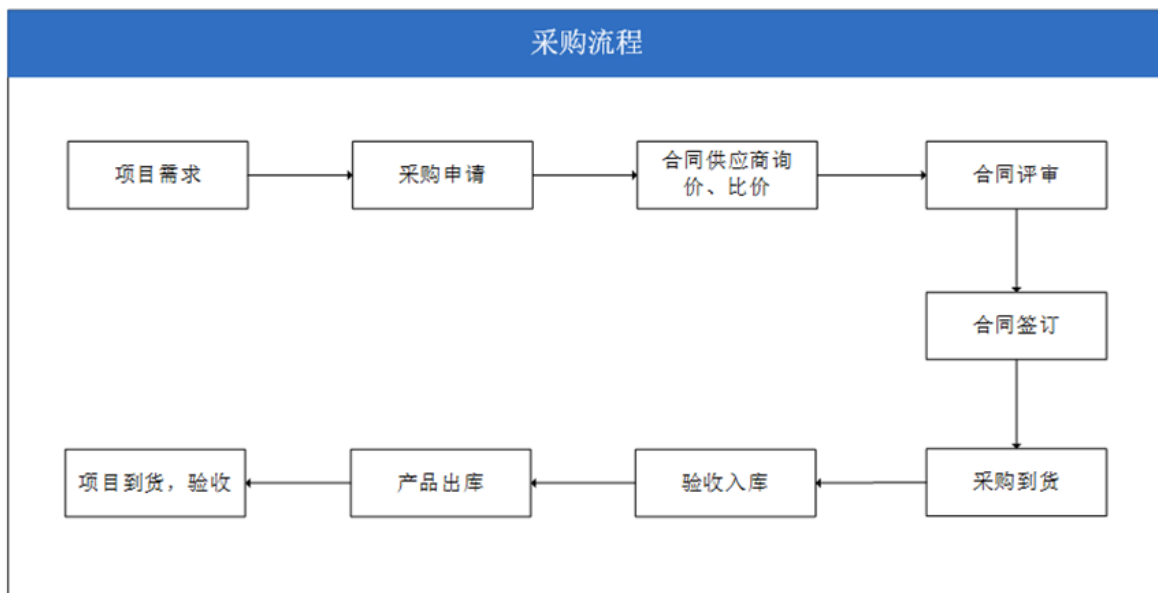 采购流程
项目需求
采购申请
合同供应商询
价、比价
合同评审
合同签订
采购到货
验收入库
产品出库
项目到货，验收